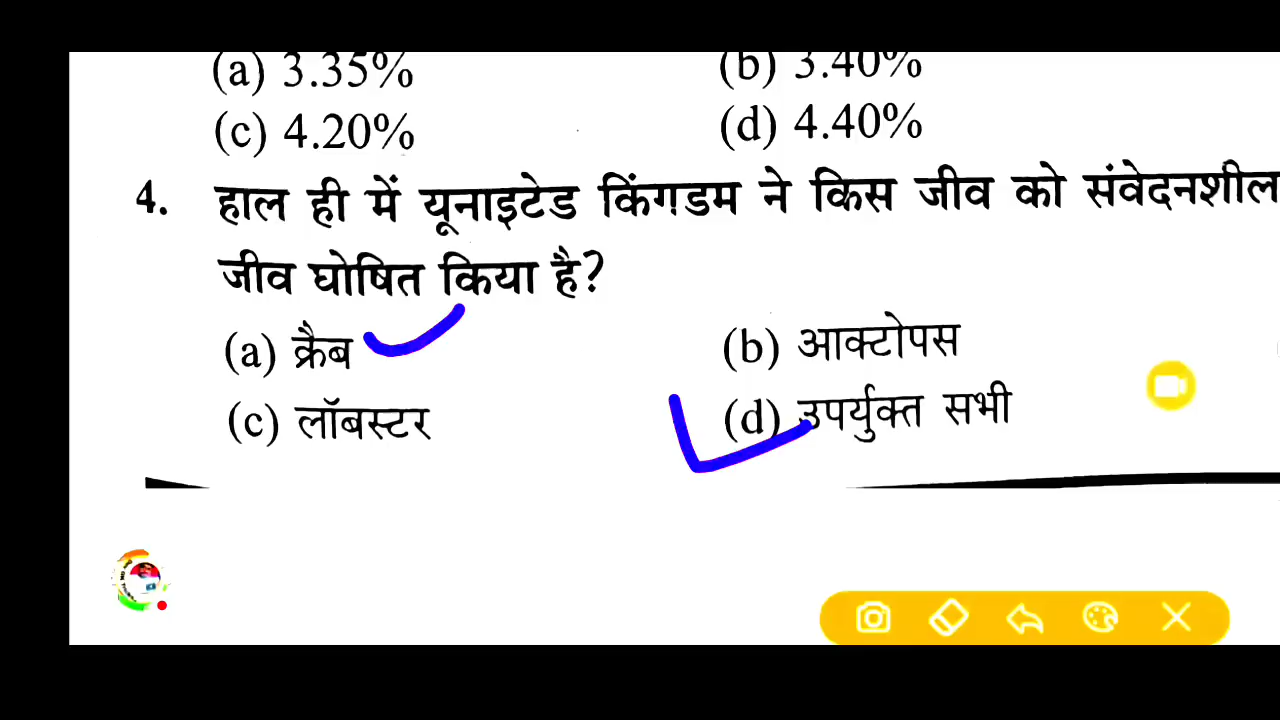 (a) 3.35%
(b) 3.40%
(c) 4.20%
(d) 4.40%
4. हाल ही में यूनाइटेड किंगडम ने किस जीव को संवेदनशील
जीव घोषित किया है?
(a) क्रैब
(b) आक्टोपस
(c) लॉबस्टर
(d) उपर्युक्त सभी